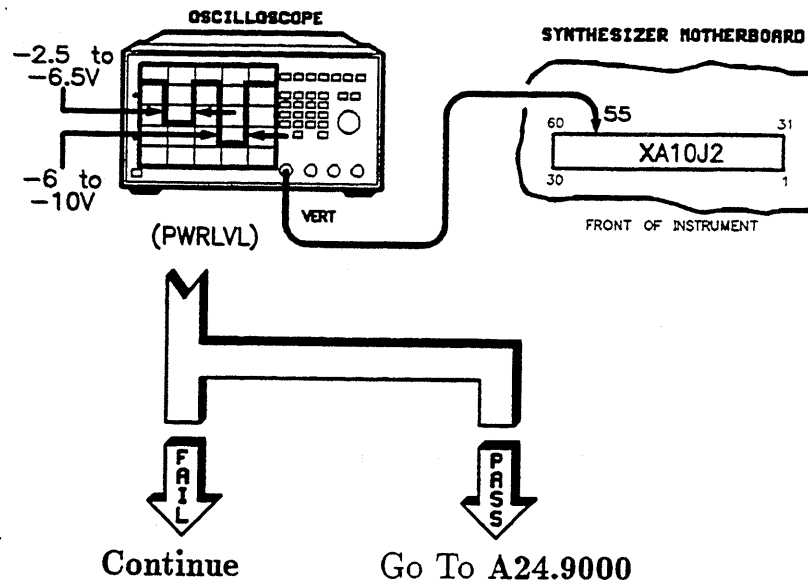 OSCILLOSCOPE
SYNTHESIZER MOTHERBOARD
-2.5 to
-6.5V
-6 to
-10V
VERT
(PWRLVL)
55
60
31
XA10J2
30
1
FRONT OF INSTRUMENT
FAIL
PASS
Continue
Go To A24.9000